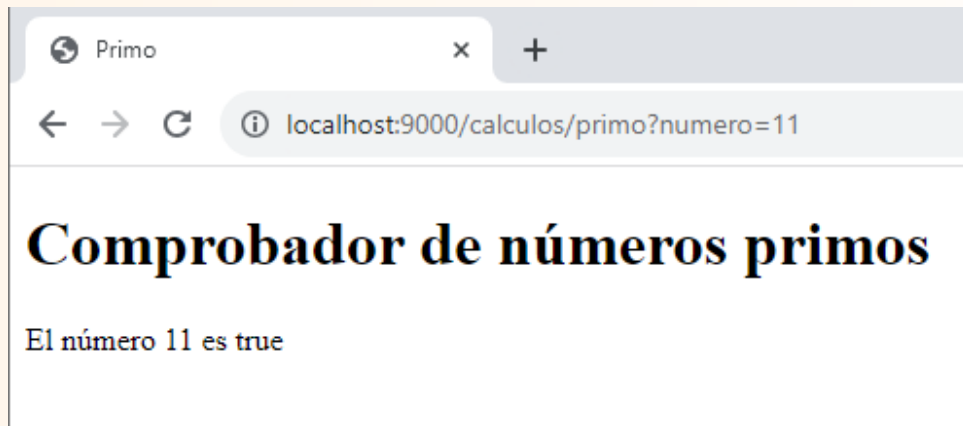 Primo
localhost:9000/calculos/primo?numero=11
Comprobador de números primos
El número 11 es true